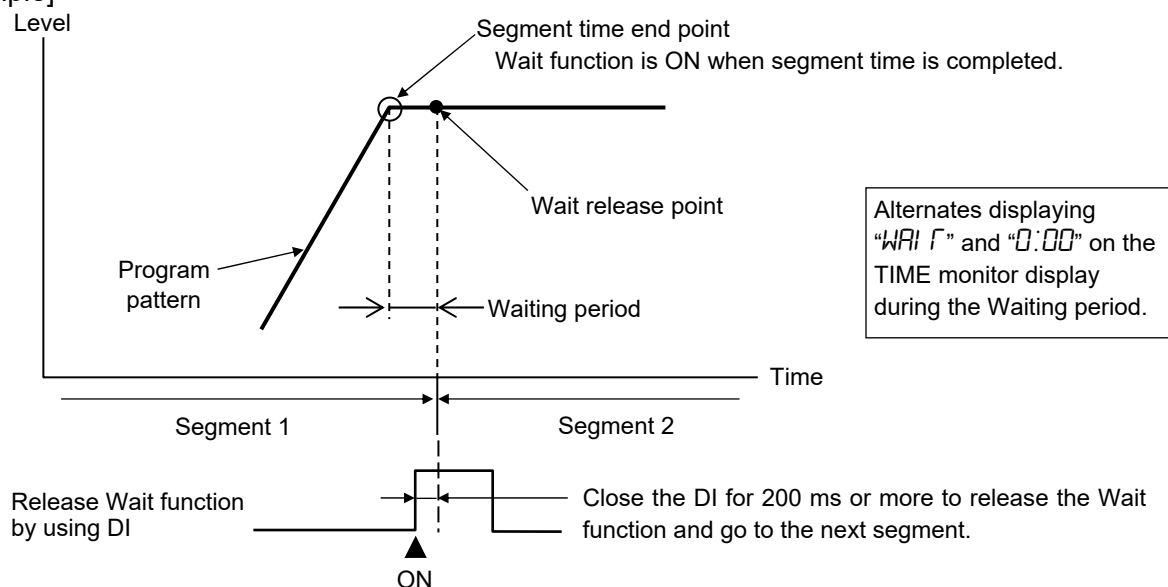 Level
Segment time end point
Wait function is ON when segment time is completed.
Wait release point
Alternates displaying
“WAIT” and “0:00” on the
TIME monitor display
during the Waiting period.
Program
pattern
Waiting period
Time
Segment 1
Segment 2
Release Wait function
by using DI
Close the DI for 200 ms or more to release the Wait
function and go to the next segment.
ON